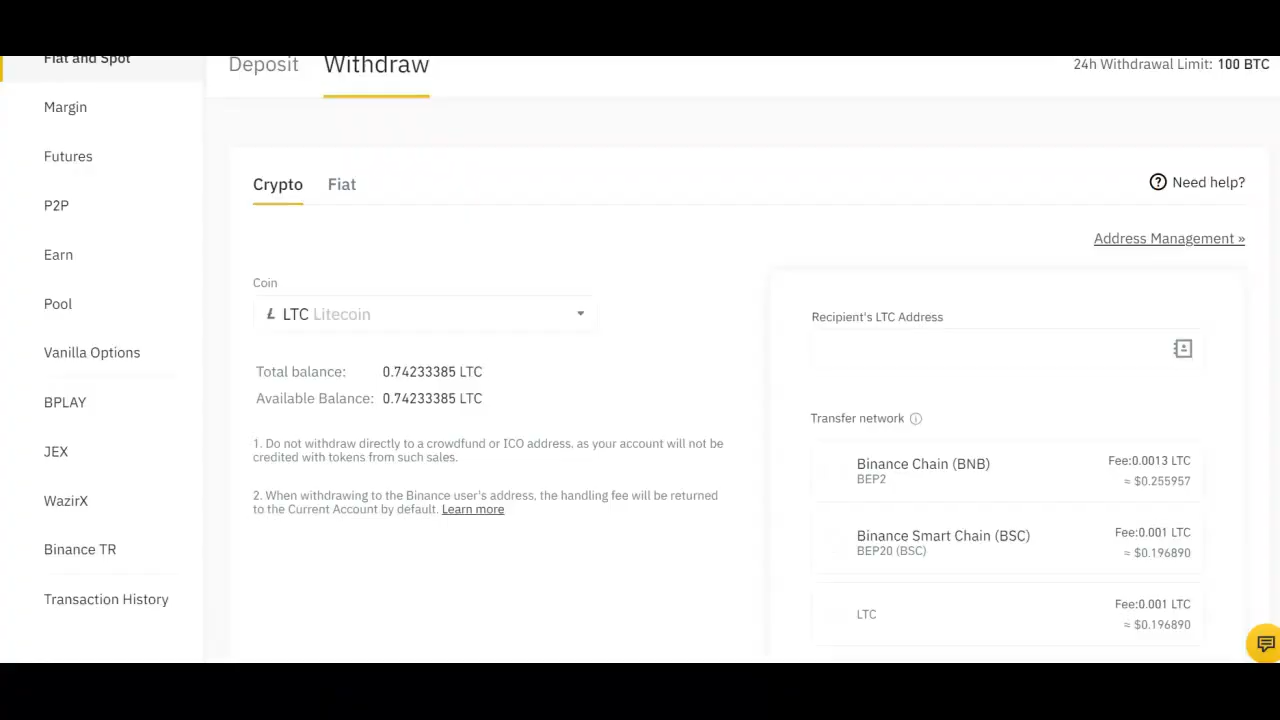 Fiat and Spot
Deposit Withdraw
24h Withdrawal Limit: 100 BTC
Margin
Futures
P2P
Earn
Pool
Vanilla Options
BPLAY
JEX
WazirX
Binance TR
Transaction History
Crypto Fiat
Need help?
Address Management »
Coin
LTC Litecoin
Total balance: 0.74233385 LTC
Available Balance: 0.74233385 LTC
1. Do not withdraw directly to a crowdfund or ICO address, as your account will not be
credited with tokens from such sales.
2. When withdrawing to the Binance user's address, the handling fee will be returned
to the Current Account by default. Learn more
Recipient's LTC Address
Transfer network
Binance Chain (BNB) Fee:0.0013 LTC
BEP2 ≈ $0.255957
Binance Smart Chain (BSC) Fee:0.001 LTC
BEP20 (BSC) ≈ $0.196890
LTC Fee:0.001 LTC
≈ $0.196890